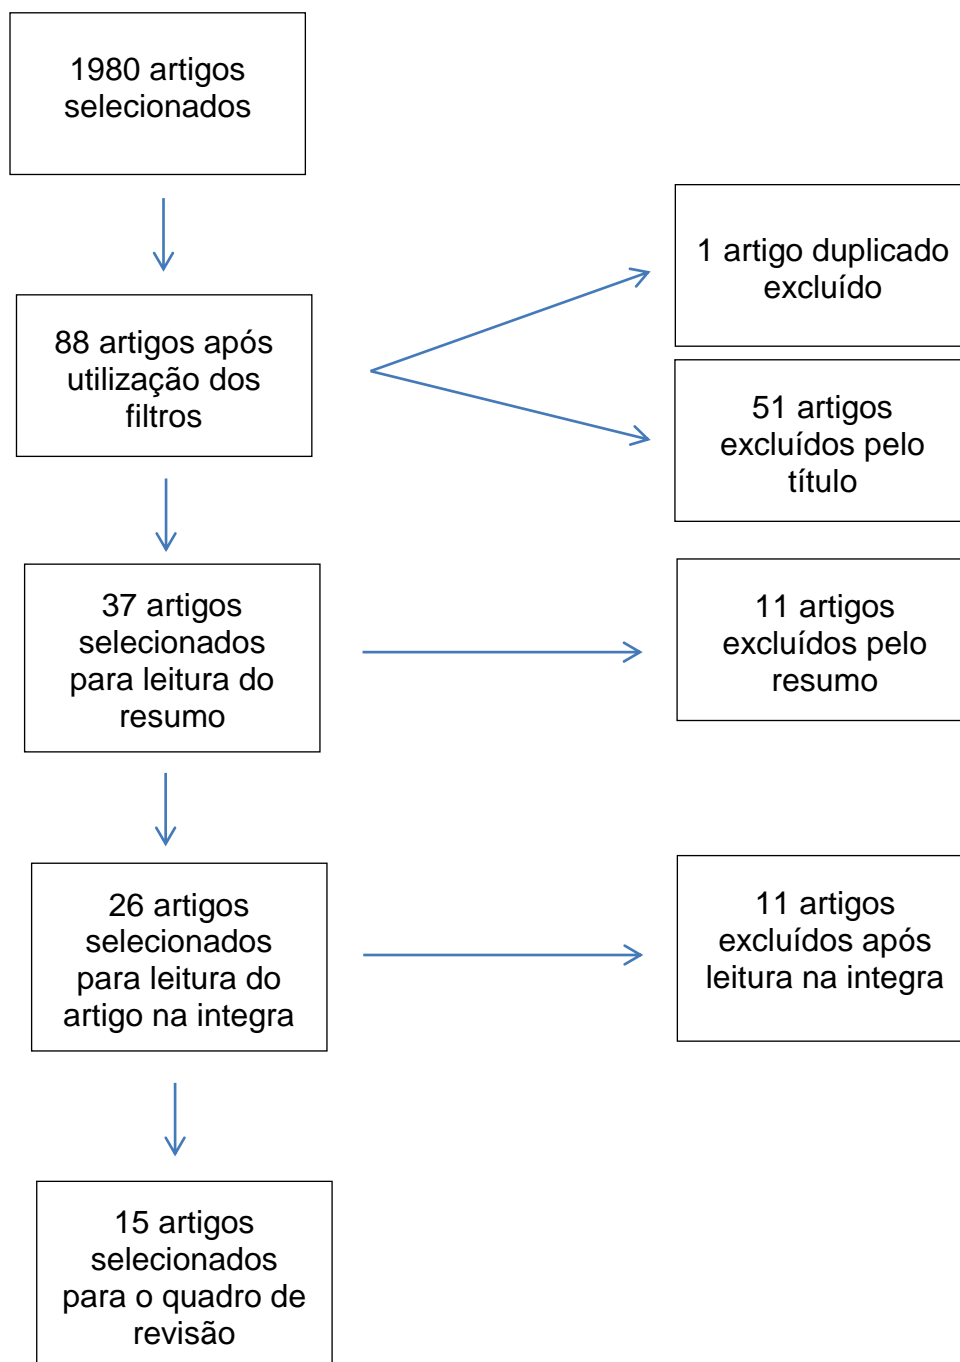 1980 artigos
selecionados
1 artigo duplicado
excluído
88 artigos após
utilização dos
filtros
51 artigos
excluídos pelo
título
37 artigos
selecionados
para leitura do
resumo
11 artigos
excluídos pelo
resumo
26 artigos
selecionados
para leitura do
artigo na integra
11 artigos
excluídos após
leitura na integra
15 artigos
selecionados
para o quadro de
revisão